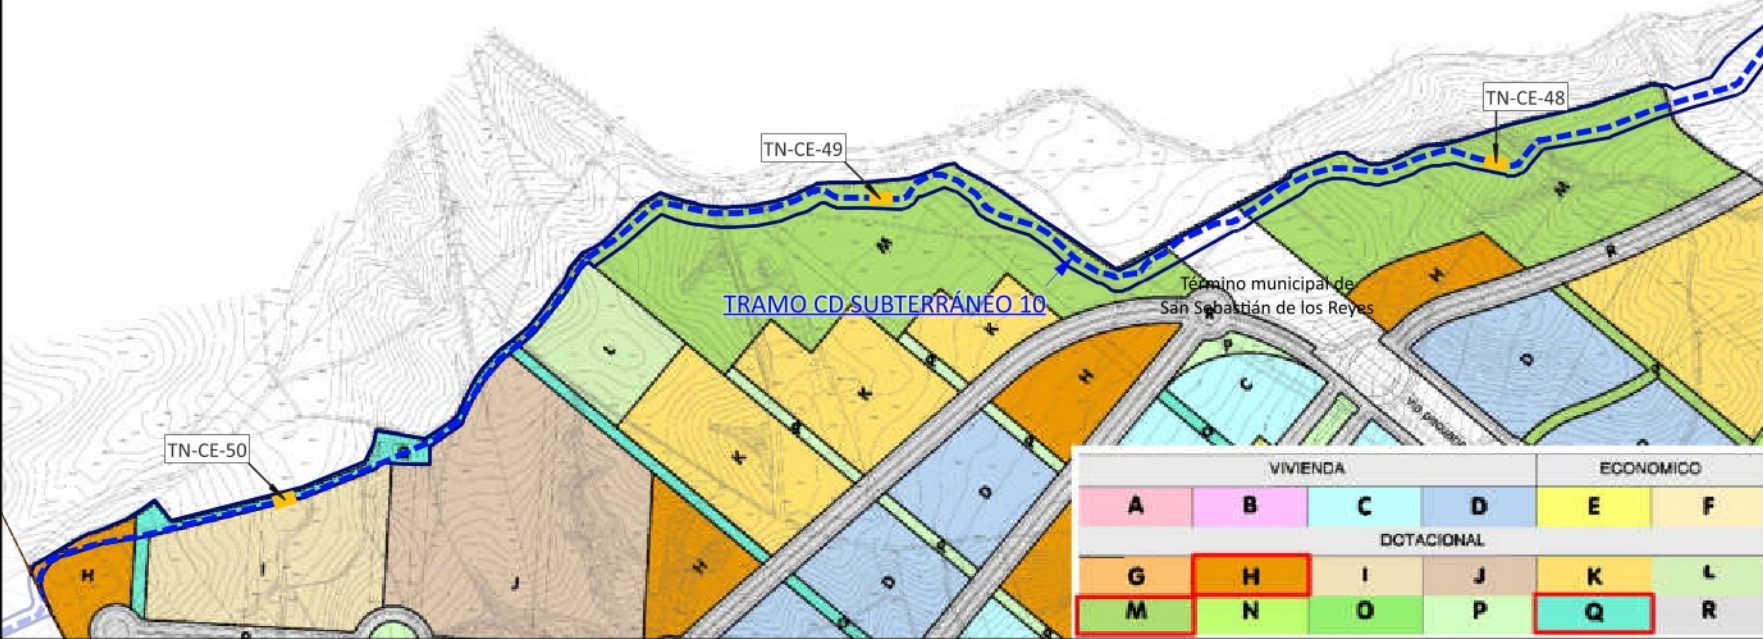 TN-CE-48
TN-CE-49
M
R
M
M
TRAMO CD SUBTERRÁNEO 10
Término municipal de
San Sebastián de los Reyes
R
K
P
D
L
H
C
K
Q
K
D
TN-CE-50
H
I
J
H
D
VIVIENDA
ECONOMICO
A B C D E F
DOTACIONAL
G H I J K L
M N O P Q R